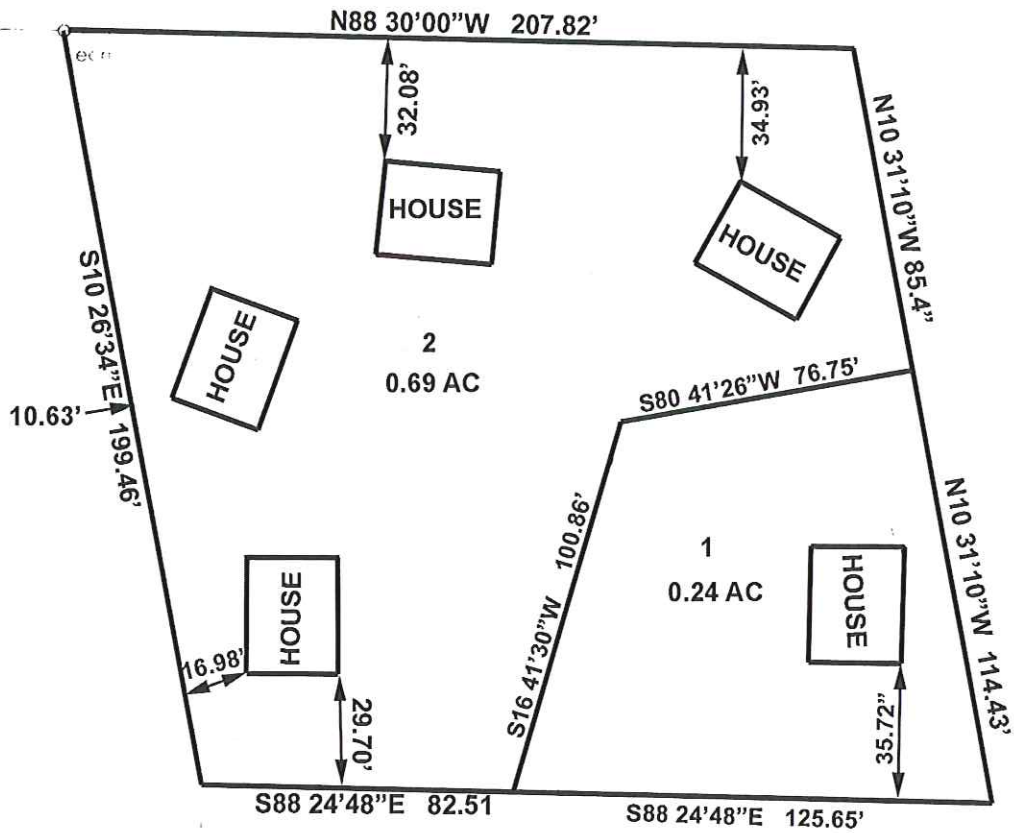 N88 30’00”W 207.82’
32.08’
34.93’
N10 31’10”W 85.4”
HOUSE
HOUSE
S10 26’34”E 199.46’
HOUSE
2
0.69 AC
10.63’
S80 41’26”W 76.75’
S16 41’30”W 100.86’
1
0.24 AC
N10 31’10”W 114.43’
HOUSE
HOUSE
16.98’
29.70’
35.72”
S88 24’48”E 82.51
S88 24’48”E 125.65’